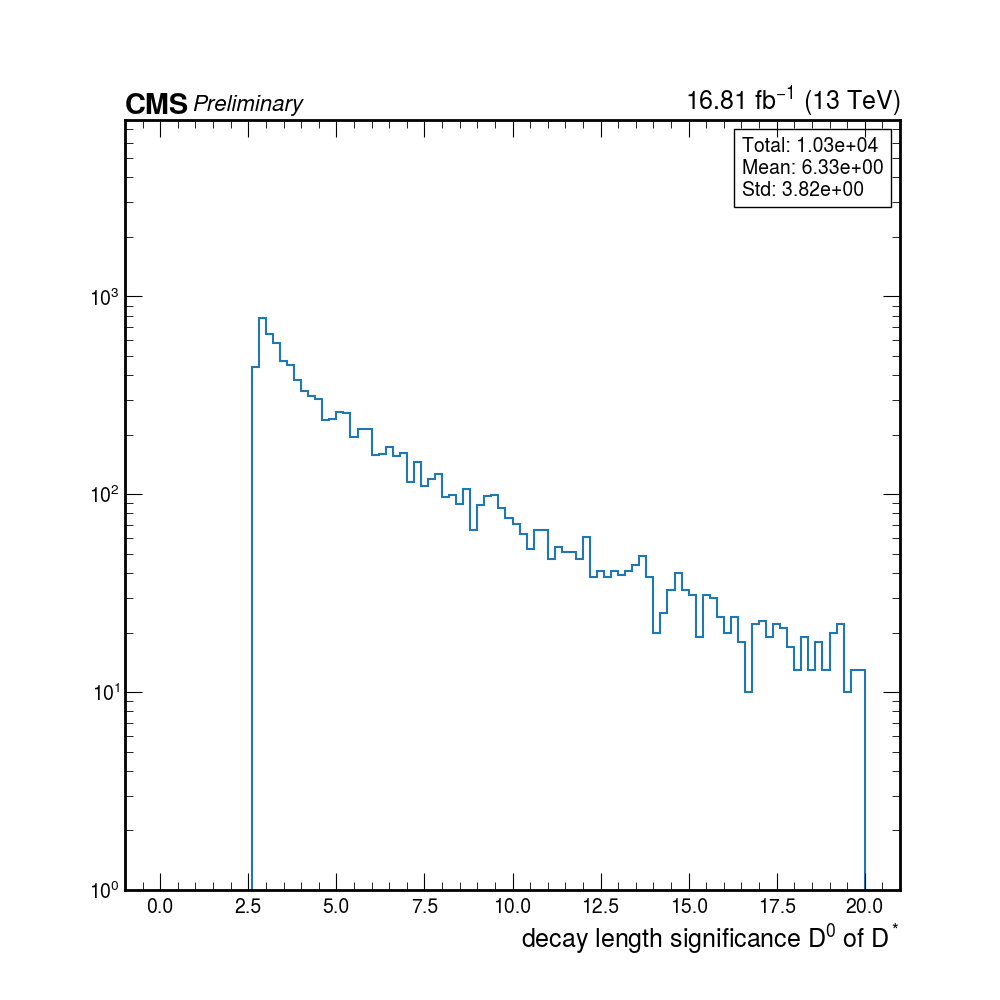 CMS Preliminary 16.81 fb⁻¹ (13 TeV)
Total: 1.03e+04
Mean: 6.33e+00
Std: 3.82e+00
10³
10²
10¹
10⁰
0.0 2.5 5.0 7.5 10.0 12.5 15.0 17.5 20.0
decay length significance D⁰ of D*